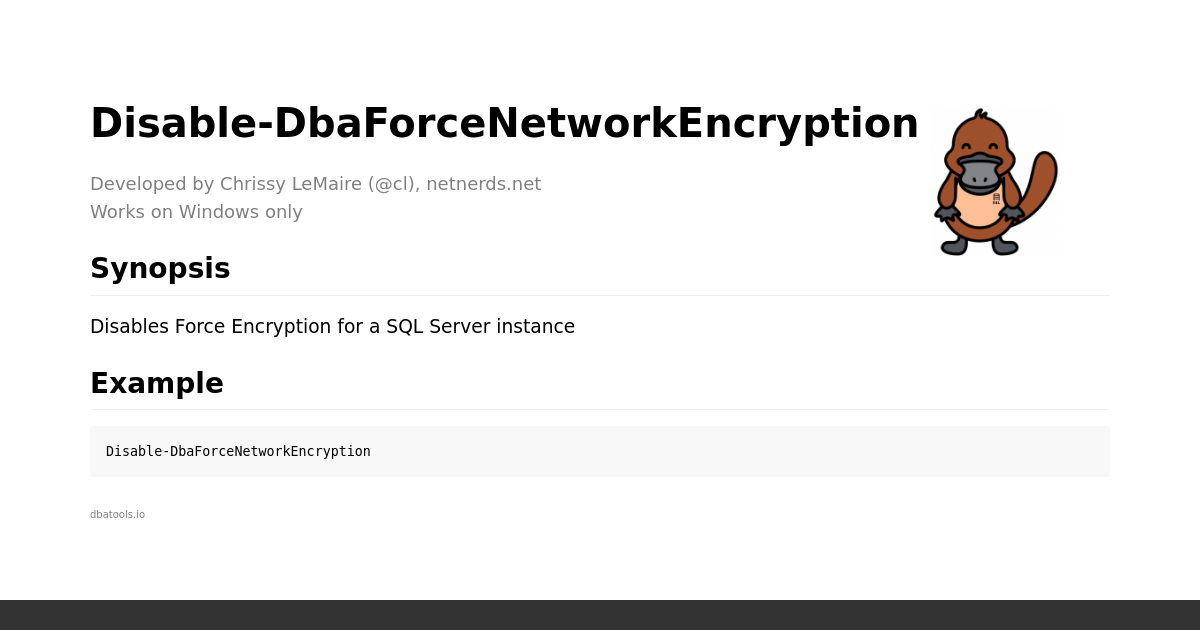 Disable-DbaForceNetworkEncryption
Developed by Chrissy LeMaire (@cl), netnerds.net
Works on Windows only
Synopsis
Disables Force Encryption for a SQL Server instance
Example
Disable-DbaForceNetworkEncryption
dbatools.io